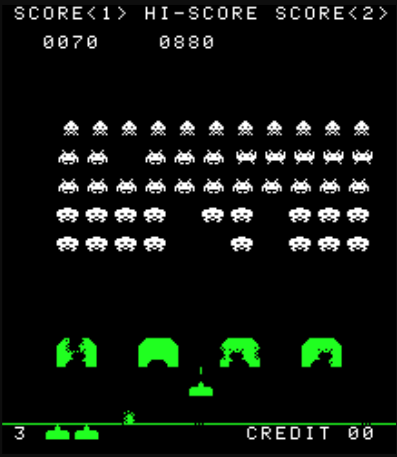 SCORE<1> HI-SCORE SCORE<2>
0070 0880
3 CREDIT 00